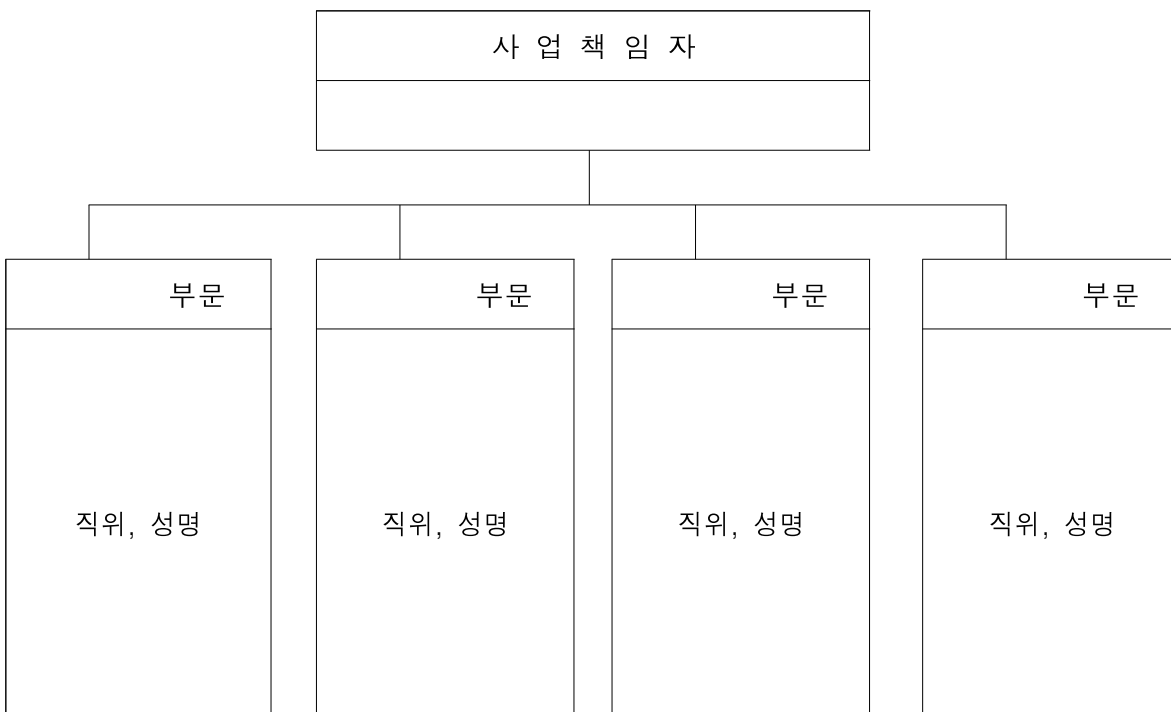 사 업 책 임 자
부문 부문 부문 부문
직위, 성명 직위, 성명 직위, 성명 직위, 성명